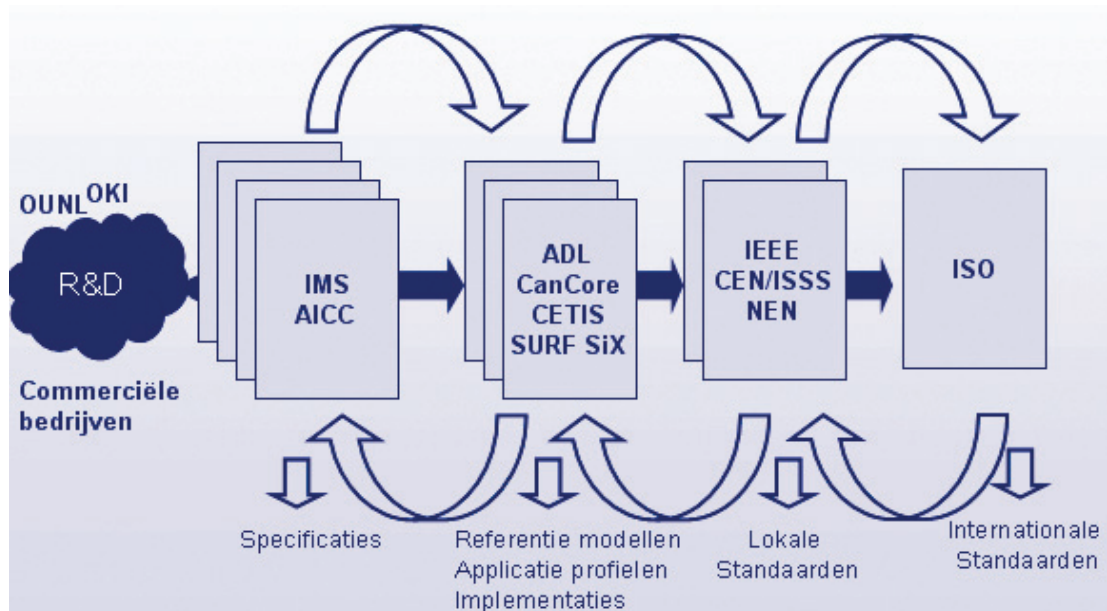 OUNL OKI
R&D
Commerciële
bedrijven
IMS
AICC
ADL
CanCore
CETIS
SURF SiX
IEEE
CEN/ISSS
NEN
ISO
Specificaties
Referentie modellen
Applicatie profielen
Implementaties
Lokale
Standaarden
Internationale
Standaarden